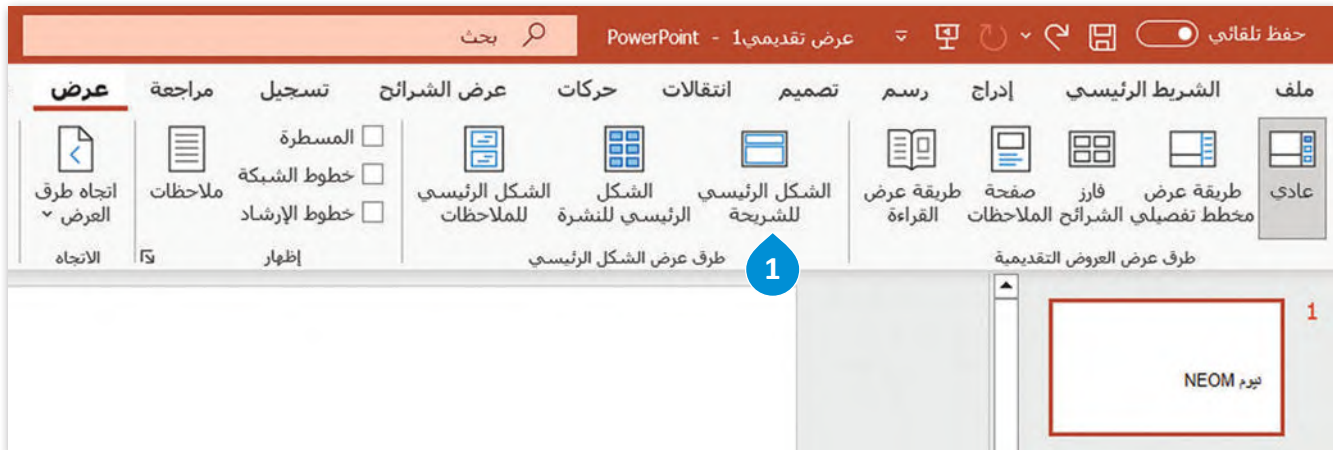 حفظ تلقائي
عرض تقديمي1 - PowerPoint
بحث
ملف الشريط الرئيسي إدراج رسم تصميم انتقالات حركات عرض الشرائح تسجيل مراجعة عرض
عادي
طريقة عرض
مخطط تفصيلي
فارز
الشرائح
صفحة
الملاحظات
طريقة عرض
القراءة
طرق عرض العروض التقديمية
الشكل الرئيسي
للشريحة
الشكل
الرئيسي للنشرة
الشكل الرئيسي
للملاحظات
طرق عرض الشكل الرئيسي
1
المسطرة
خطوط الشبكة
خطوط الإرشاد
إظهار
ملاحظات
اتجاه طرق
العرض
الاتجاه
1
نيوم NEOM